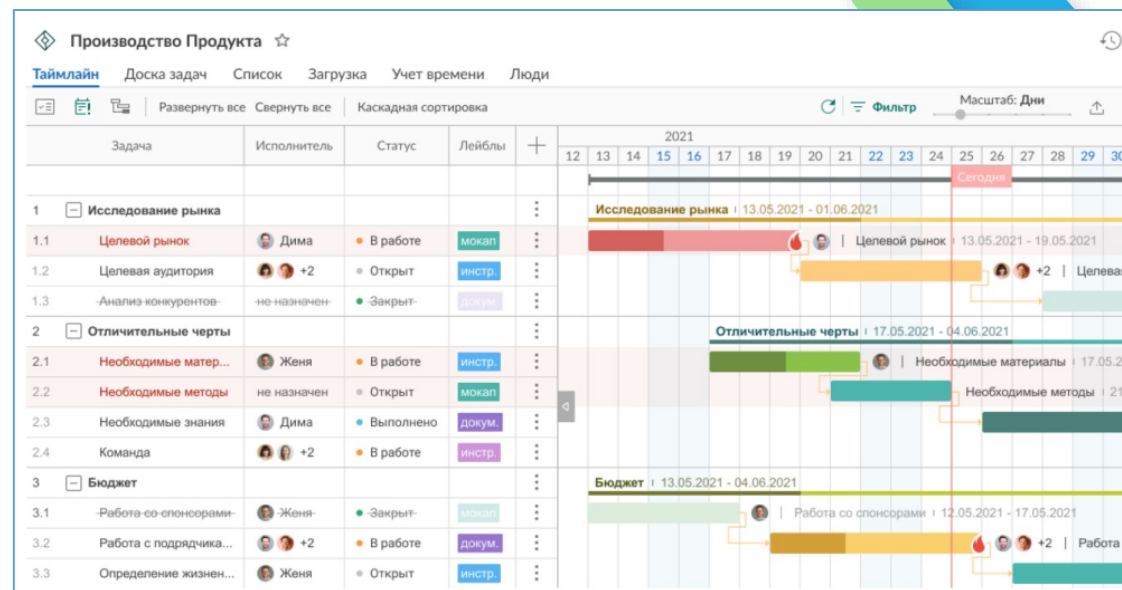 Производство Продукта
Таймлайн Доска задач Список Загрузка Учет времени Люди
Развернуть все Свернуть все Каскадная сортировка Фильтр Масштаб: Дни
Задача Исполнитель Статус Лейблы 2021
12 13 14 15 16 17 18 19 20 21 22 23 24 25 26 27 28 29 30
Сегодня
1 Исследование рынка Исследование рынка 13.05.2021 - 01.06.2021
1.1 Целевой рынок Дима В работе мокап Целевой рынок 13.05.2021 - 19.05.2021
1.2 Целевая аудитория +2 Открыт инстр. +2 Целевая
1.3 Анализ конкурентов не назначен Закрыт докум.
2 Отличительные черты Отличительные черты 17.05.2021 - 04.06.2021
2.1 Необходимые матер... Женя В работе инстр. Необходимые материалы 17.05.2
2.2 Необходимые методы не назначен Открыт мокап Необходимые методы 21
2.3 Необходимые знания Дима Выполнено докум.
2.4 Команда +2 В работе инстр.
3 Бюджет Бюджет 13.05.2021 - 04.06.2021
3.1 Работа со спонсорами Женя Закрыт мокап Работа со спонсорами 12.05.2021 - 17.05.2021
3.2 Работа с подрядчика... +2 В работе докум. +2 Работа
3.3 Определение жизнен... Женя Открыт инстр.